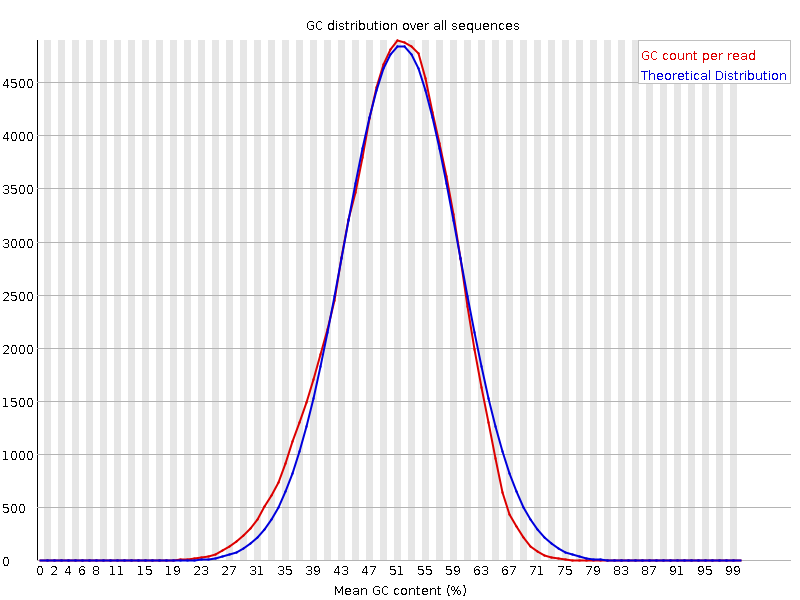 GC distribution over all sequences
GC count per read
Theoretical Distribution
4500
4000
3500
3000
2500
2000
1500
1000
500
0
0 2 4 6 8 11 15 19 23 27 31 35 39 43 47 51 55 59 63 67 71 75 79 83 87 91 95 99
Mean GC content (%)